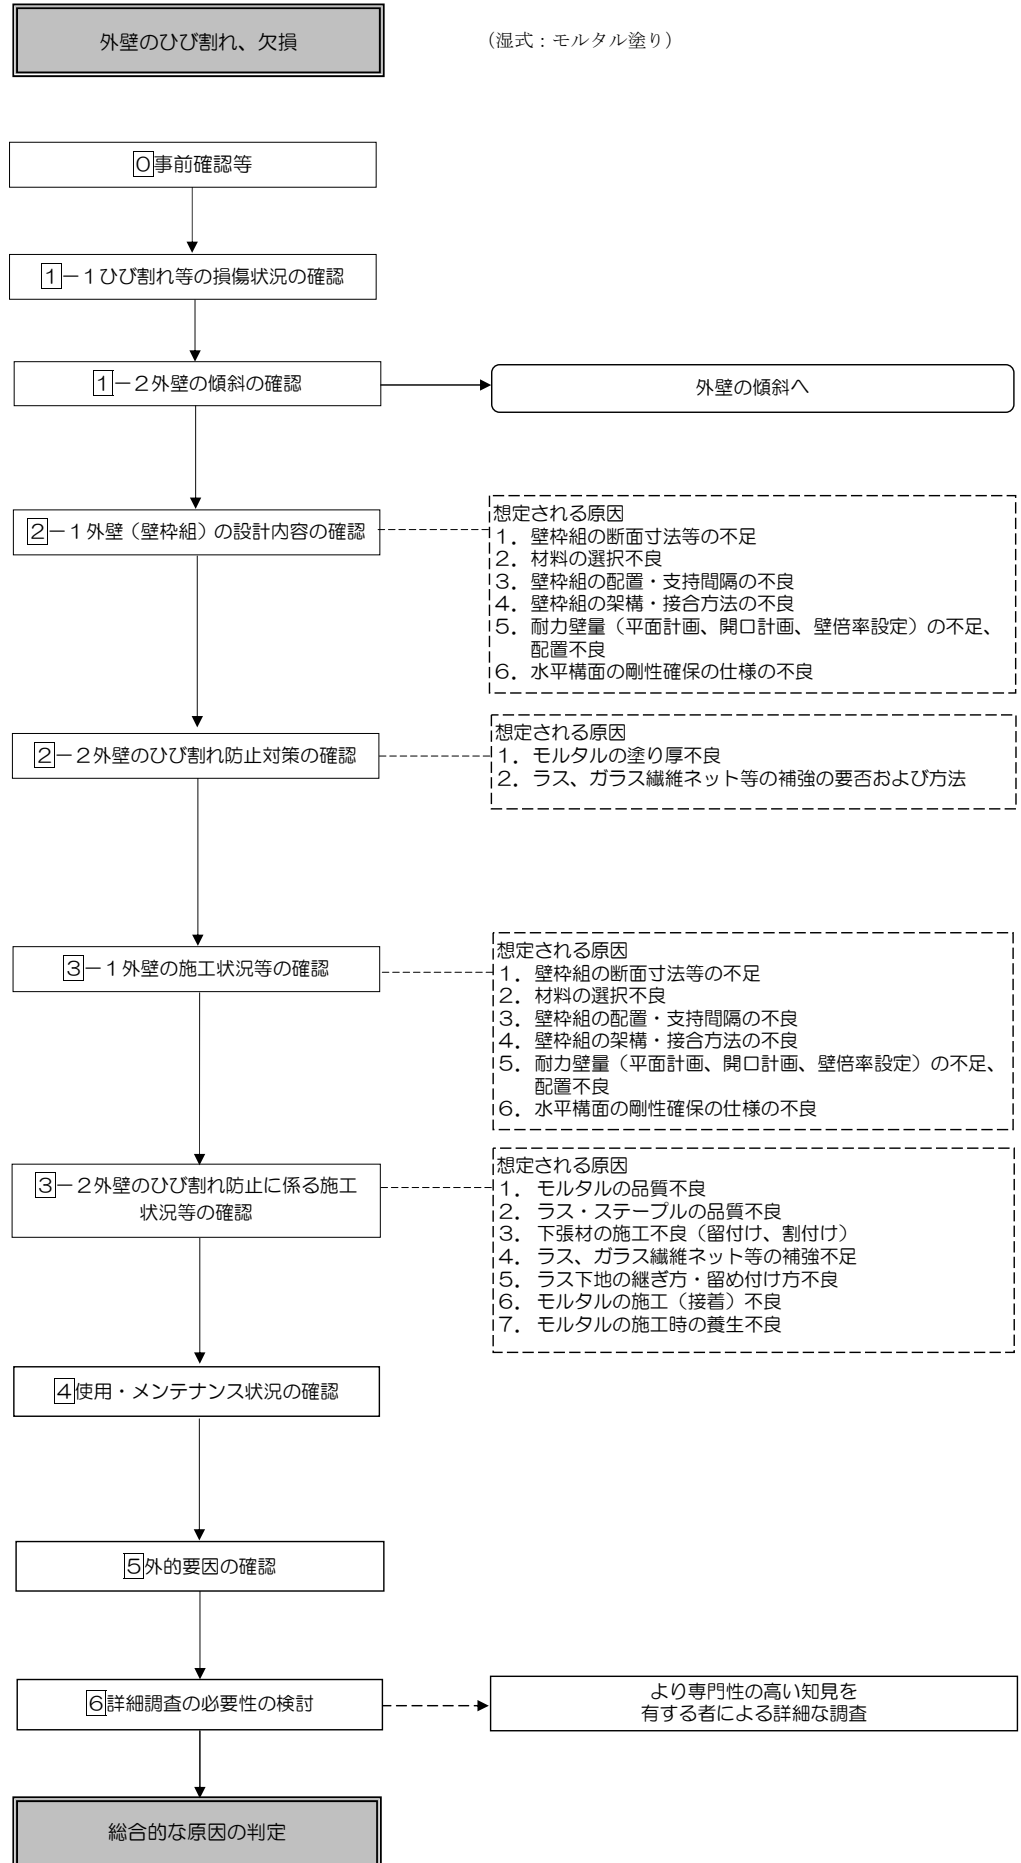 外壁のひび割れ、欠損
（湿式：モルタル塗り）
0事前確認等
1－1ひび割れ等の損傷状況の確認
1－2外壁の傾斜の確認
外壁の傾斜へ
2－1外壁（壁枠組）の設計内容の確認
想定される原因
1．壁枠組の断面寸法等の不足
2．材料の選択不良
3．壁枠組の配置・支持間隔の不良
4．壁枠組の架構・接合方法の不良
5．耐力壁量（平面計画、開口計画、壁倍率設定）の不足、
配置不良
6．水平構面の剛性確保の仕様の不良
2－2外壁のひび割れ防止対策の確認
想定される原因
1．モルタルの塗り厚不良
2．ラス、ガラス繊維ネット等の補強の要否および方法
3－1外壁の施工状況等の確認
想定される原因
1．壁枠組の断面寸法等の不足
2．材料の選択不良
3．壁枠組の配置・支持間隔の不良
4．壁枠組の架構・接合方法の不良
5．耐力壁量（平面計画、開口計画、壁倍率設定）の不足、
配置不良
6．水平構面の剛性確保の仕様の不良
3－2外壁のひび割れ防止に係る施工
状況等の確認
想定される原因
1．モルタルの品質不良
2．ラス・ステープルの品質不良
3．下張材の施工不良（留付け、割付け）
4．ラス、ガラス繊維ネット等の補強不足
5．ラス下地の継ぎ方・留め付け方不良
6．モルタルの施工（接着）不良
7．モルタルの施工時の養生不良
4使用・メンテナンス状況の確認
5外的要因の確認
6詳細調査の必要性の検討
より専門性の高い知見を
有する者による詳細な調査
総合的な原因の判定